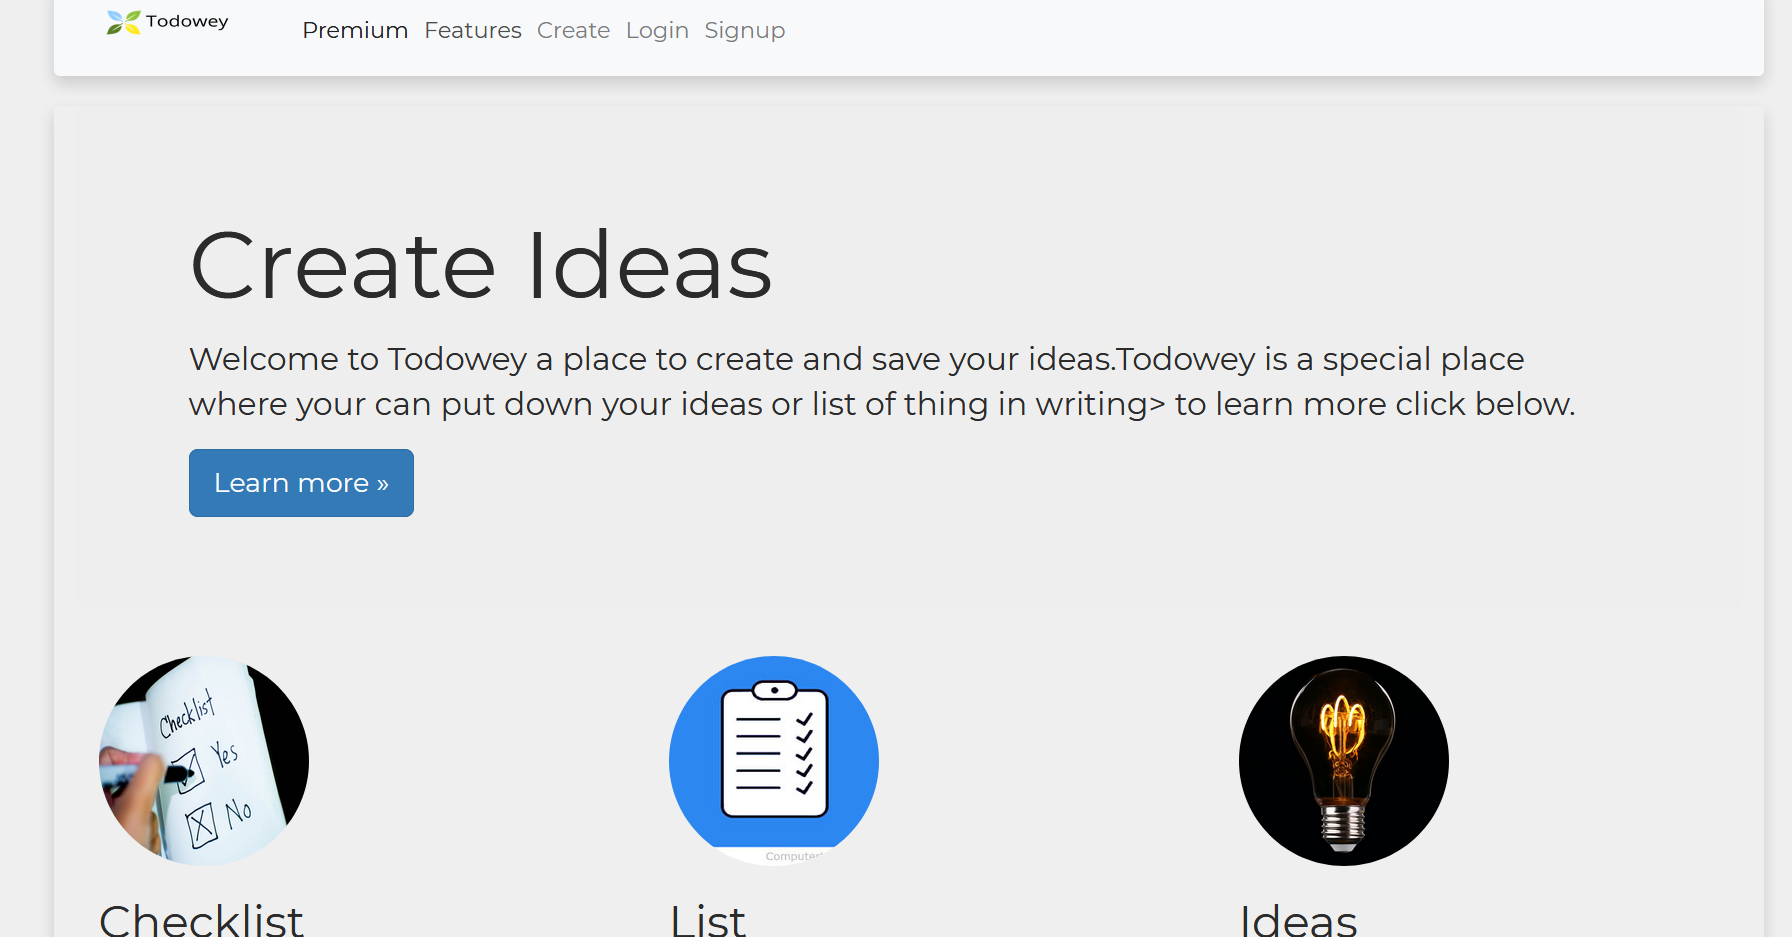 Todowey
Premium Features Create Login Signup
Create Ideas
Welcome to Todowey a place to create and save your ideas.Todowey is a special place
where your can put down your ideas or list of thing in writing> to learn more click below.
Learn more »
Checklist
Yes
No
Checklist
List
Ideas